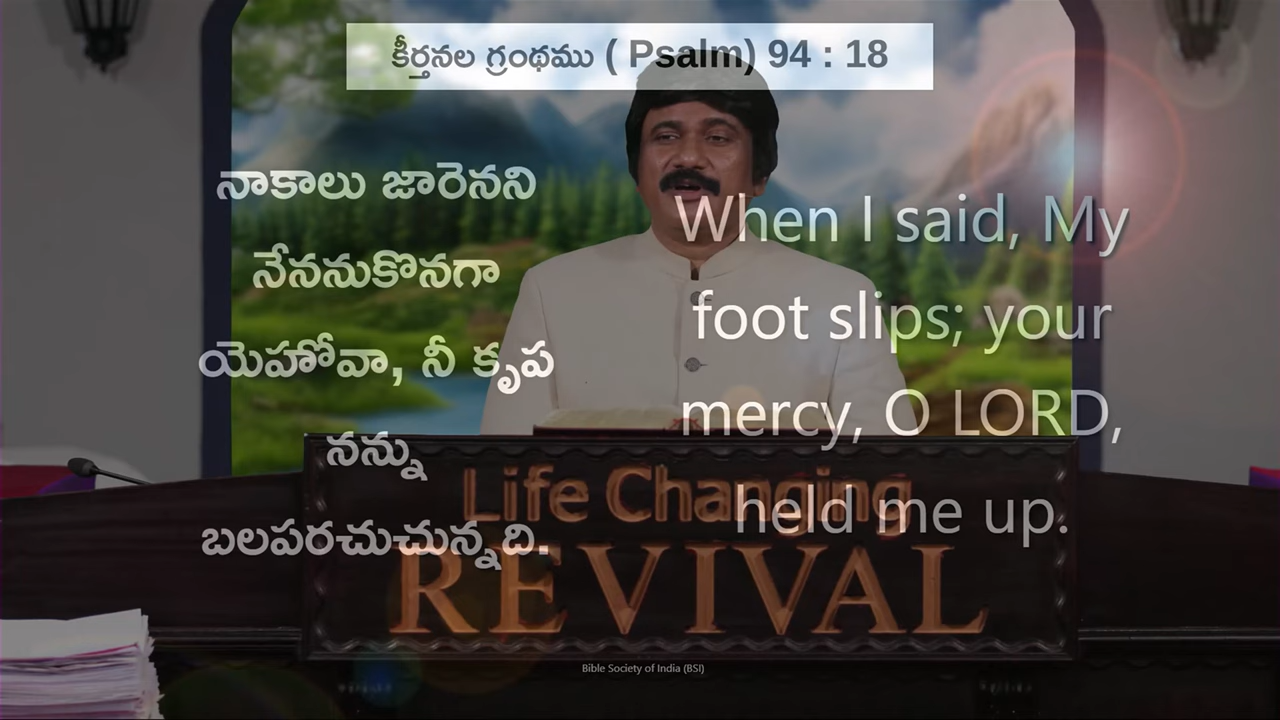 కీర్తనల గ్రంథము ( Psalm) 94 : 18
నాకాలు జారెనని
నేననుకొనగా
యెహోవా, నీ కృప
నన్ను
బలపరచుచున్నది.
When I said, My
foot slips; your
mercy, O LORD,
held me up.
Life Changing
REVIVAL
Bible Society of India (BSI)